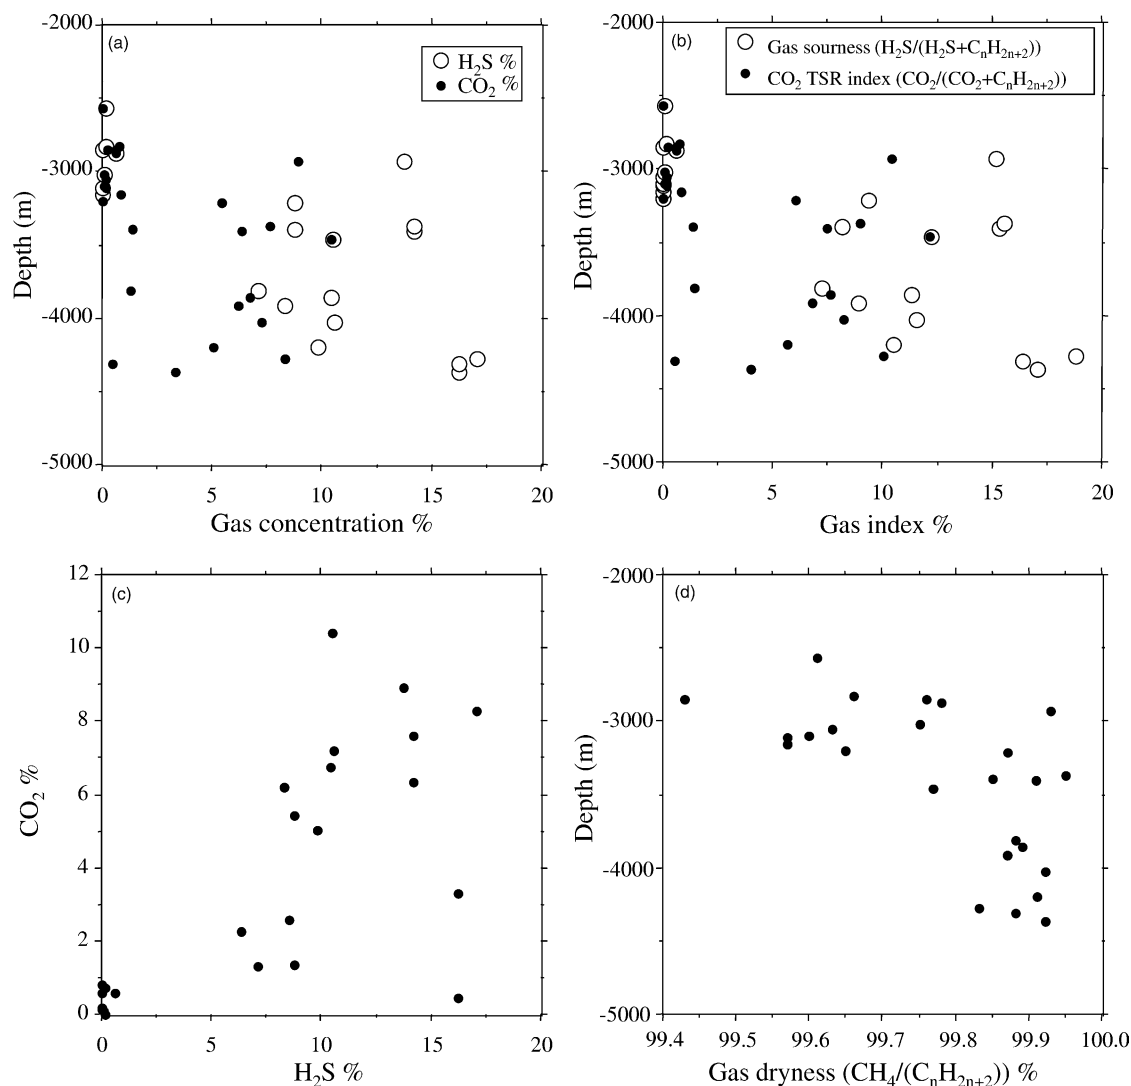 (a)
H₂S %
CO₂ %
-2000
-3000
-4000
-5000
Depth (m)
0 5 10 15 20
Gas concentration %
(b)
Gas sourness (H₂S/(H₂S+CₙH₂ₙ₊₂))
CO₂ TSR index (CO₂/(CO₂+CₙH₂ₙ₊₂))
-2000
-3000
-4000
-5000
Depth (m)
0 5 10 15 20
Gas index %
(c)
12
10
8
6
4
2
0
CO₂ %
0 5 10 15 20
H₂S %
(d)
-2000
-3000
-4000
-5000
Depth (m)
99.4 99.5 99.6 99.7 99.8 99.9 100.0
Gas dryness (CH₄/(CₙH₂ₙ₊₂)) %